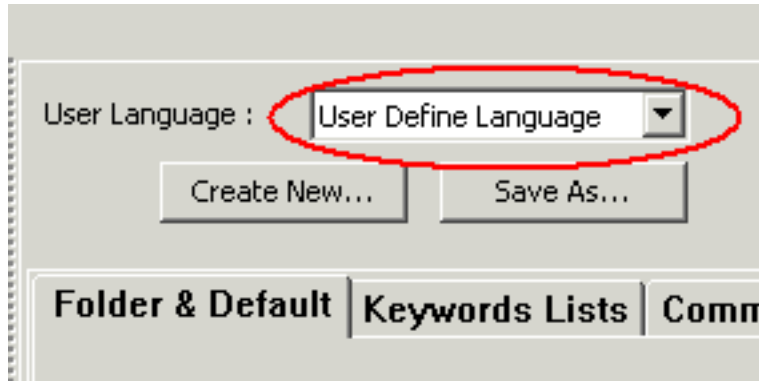 User Language : User Define Language
Create New... Save As...
Folder & Default Keywords Lists